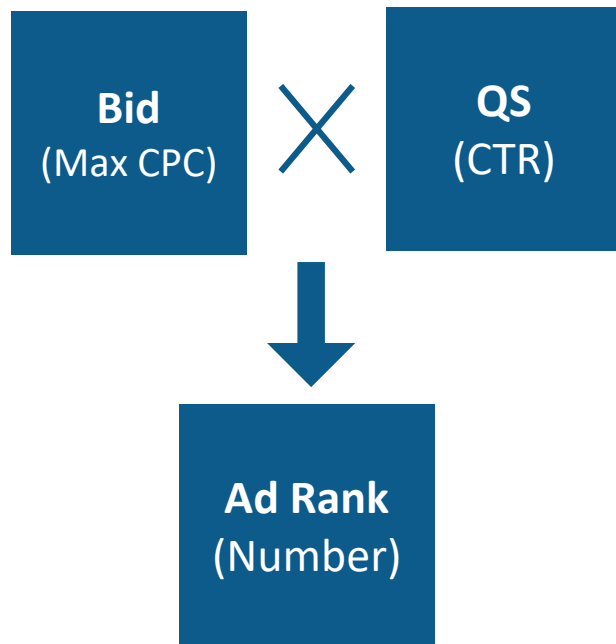 Bid
(Max CPC)
QS
(CTR)
Ad Rank
(Number)